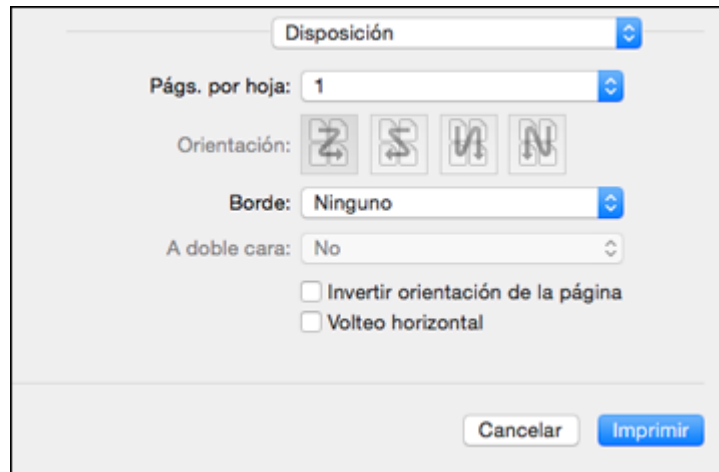 Disposición
Págs. por hoja: 1
Orientación:
Borde: Ninguno
A doble cara: No
Invertir orientación de la página
Volteo horizontal
Cancelar Imprimir